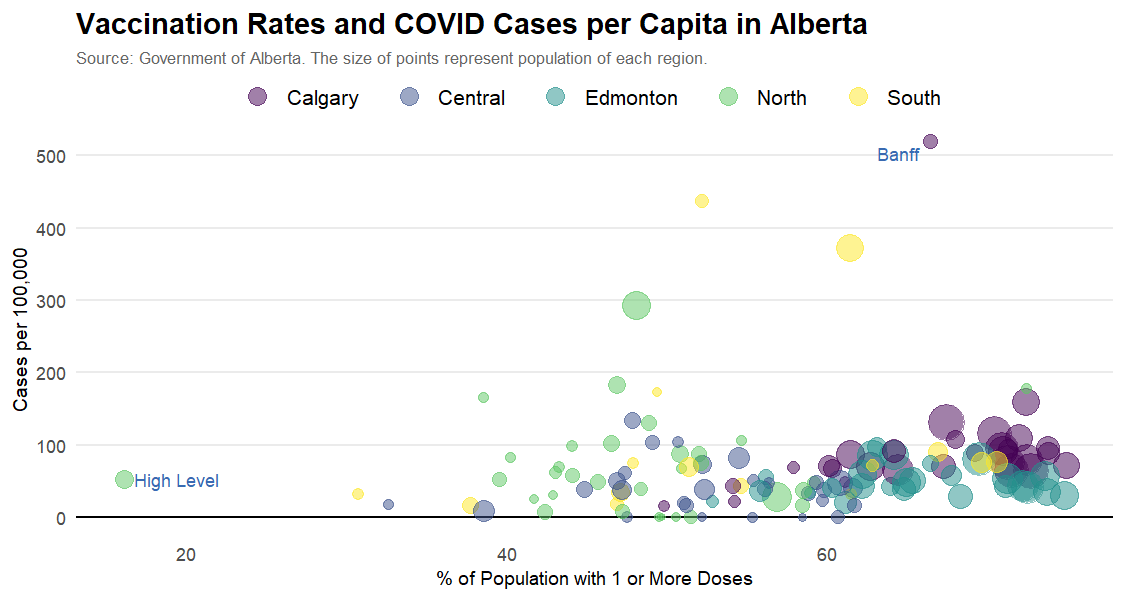 Vaccination Rates and COVID Cases per Capita in Alberta
Source: Government of Alberta. The size of points represent population of each region.
Calgary Central Edmonton North South
Cases per 100,000
500
400
300
200
100
0
Banff
High Level
20 40 60
% of Population with 1 or More Doses